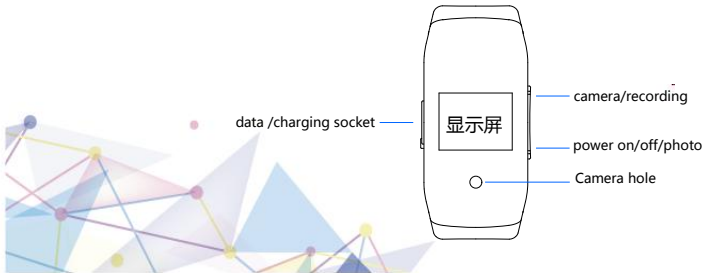 camera/recording
data /charging socket
显示屏
power on/off/photo
Camera hole